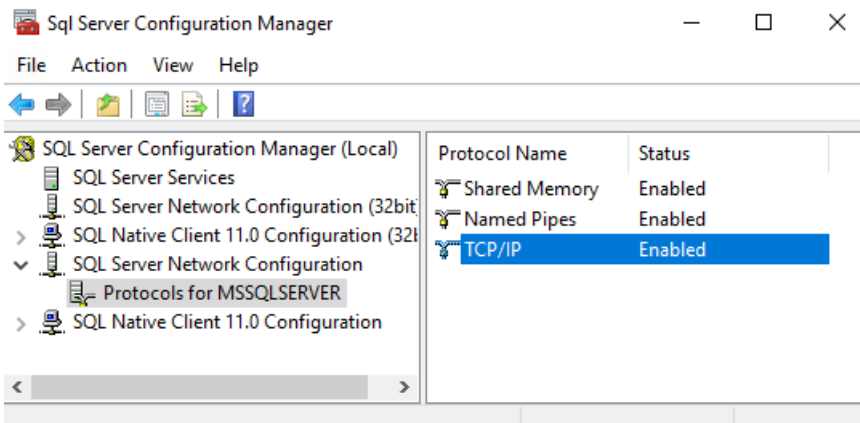 Sql Server Configuration Manager
File Action View Help
SQL Server Configuration Manager (Local)
SQL Server Services
SQL Server Network Configuration (32bit
SQL Native Client 11.0 Configuration (32b
SQL Server Network Configuration
Protocols for MSSQLSERVER
SQL Native Client 11.0 Configuration
Protocol Name Status
Shared Memory Enabled
Named Pipes Enabled
TCP/IP Enabled